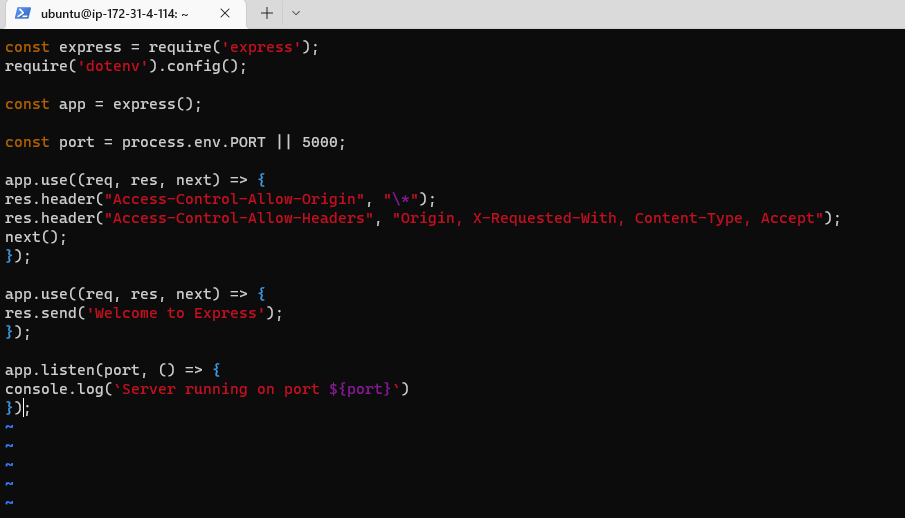 ubuntu@ip-172-31-4-114: ~
const express = require('express');
require('dotenv').config();
const app = express();
const port = process.env.PORT || 5000;
app.use((req, res, next) => {
res.header("Access-Control-Allow-Origin", "\*");
res.header("Access-Control-Allow-Headers", "Origin, X-Requested-With, Content-Type, Accept");
next();
});
app.use((req, res, next) => {
res.send('Welcome to Express');
});
app.listen(port, () => {
console.log(`Server running on port ${port}`)
});
~
~
~
~
~